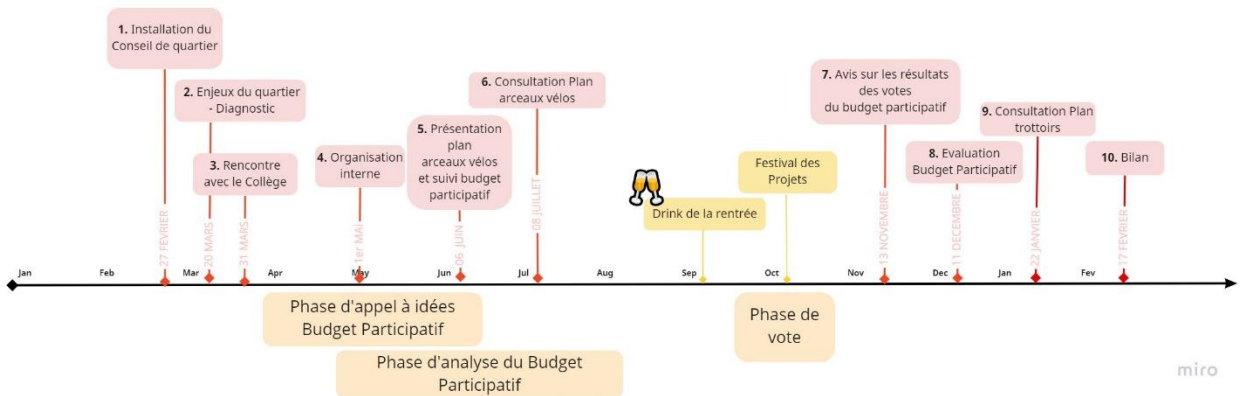 1. Installation du
Conseil de quartier
2. Enjeux du quartier
- Diagnostic
3. Rencontre
avec le Collège
4. Organisation
interne
5. Présentation
plan
arceaux vélos
et suivi budget
participatif
6. Consultation Plan
arceaux vélos
Drink de la rentrée
Festival des
Projets
7. Avis sur les résultats
des votes
du budget participatif
8. Evaluation
Budget Participatif
9. Consultation Plan
trottoirs
10. Bilan
27 FEVRIER
20 MARS
31 MARS
1er MAI
06 JUIN
08 JUILLET
13 NOVEMBRE
11 DECEMBRE
22 JANVIER
17 FEVRIER
Jan
Feb
Mar
Apr
May
Jun
Jul
Aug
Sep
Oct
Nov
Dec
Jan
Fev
Phase d'appel à idées
Budget Participatif
Phase d'analyse du Budget
Participatif
Phase de
vote
miro